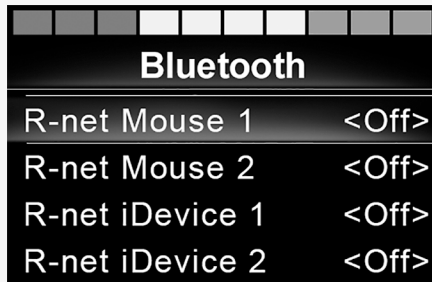 Bluetooth
R-net Mouse 1 <Off>
R-net Mouse 2 <Off>
R-net iDevice 1 <Off>
R-net iDevice 2 <Off>